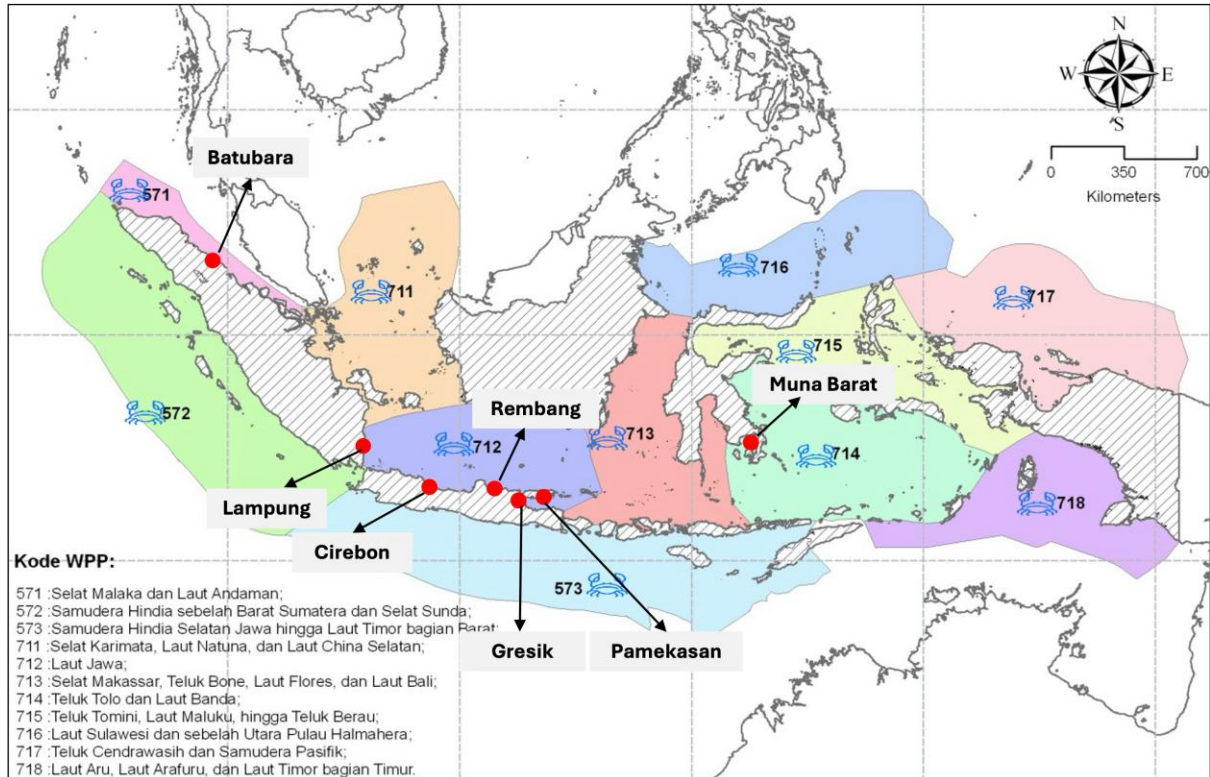 N
W E
S
0 350 700
Kilometers
Batubara
571
716
711
717
715
Muna Barat
Rembang
572
712
713
714
Lampung
718
Cirebon
573
Gresik
Pamekasan
Kode WPP:
571 :Selat Malaka dan Laut Andaman;
572 :Samudera Hindia sebelah Barat Sumatera dan Selat Sunda;
573 :Samudera Hindia Selatan Jawa hingga Laut Timor bagian Barat;
711 :Selat Karimata, Laut Natuna, dan Laut China Selatan;
712 :Laut Jawa;
713 :Selat Makassar, Teluk Bone, Laut Flores, dan Laut Bali;
714 :Teluk Tolo dan Laut Banda;
715 :Teluk Tomini, Laut Maluku, hingga Teluk Berau;
716 :Laut Sulawesi dan sebelah Utara Pulau Halmahera;
717 :Teluk Cendrawasih dan Samudera Pasifik;
718 :Laut Aru, Laut Arafuru, dan Laut Timor bagian Timur.